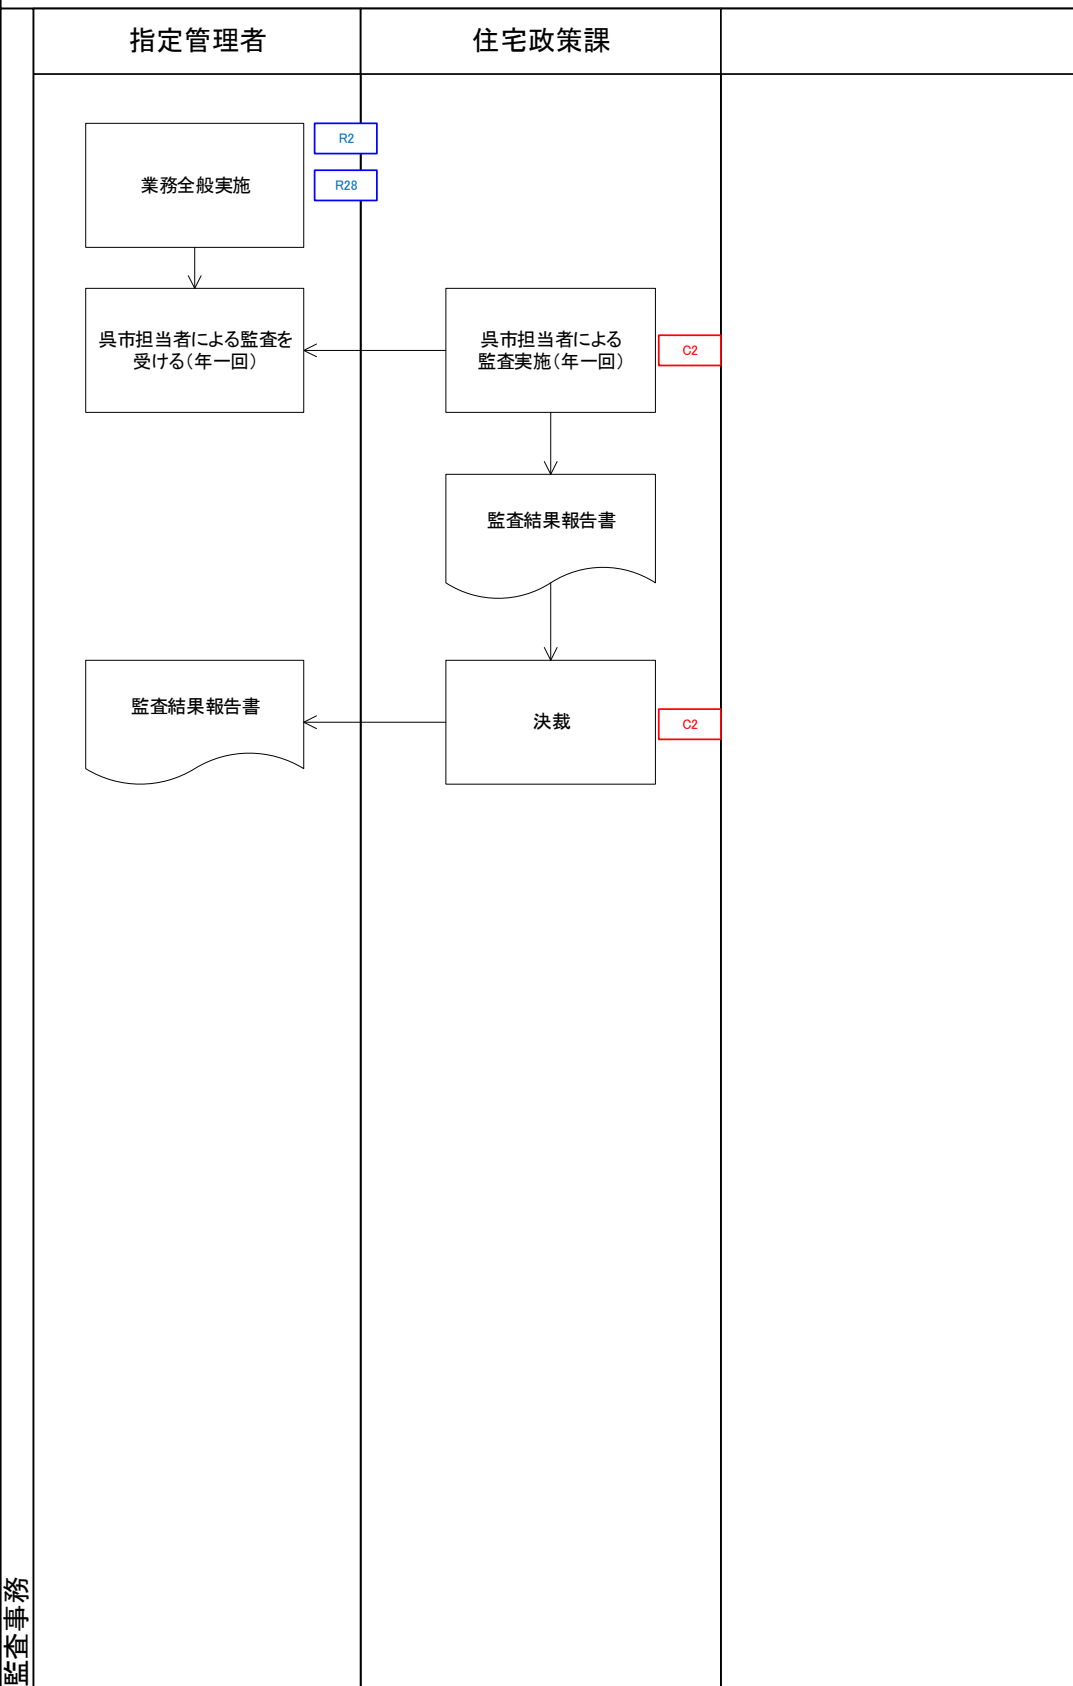 指定管理者
住宅政策課
業務全般実施
R2
R28
呉市担当者による監査を
受ける（年一回）
呉市担当者による
監査実施（年一回）
C2
監査結果報告書
監査結果報告書
決裁
C2
監査事務